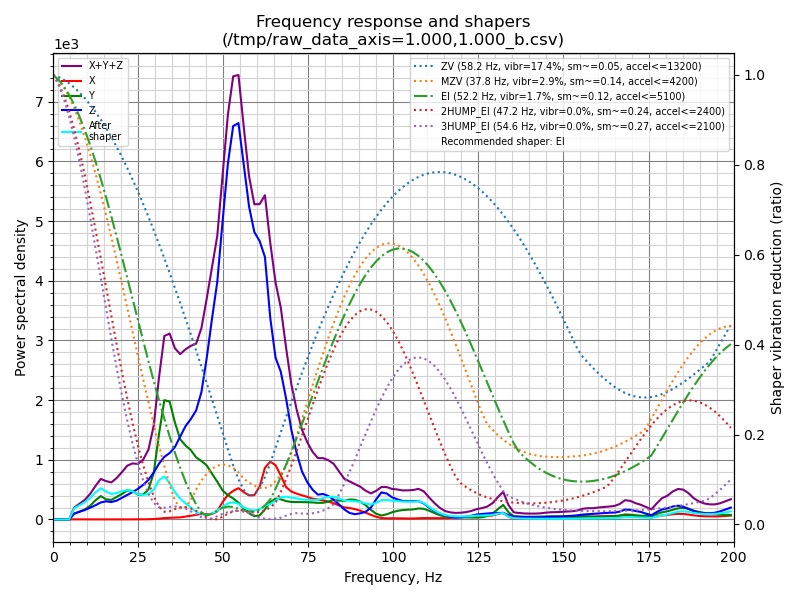 Frequency response and shapers
(/tmp/raw_data_axis=1.000,1.000_b.csv)
1e3
X+Y+Z
X
Y
Z
After
shaper
ZV (58.2 Hz, vibr=17.4%, sm~=0.05, accel<=13200)
MZV (37.8 Hz, vibr=2.9%, sm~=0.14, accel<=4200)
EI (52.2 Hz, vibr=1.7%, sm~=0.12, accel<=5100)
2HUMP_EI (47.2 Hz, vibr=0.0%, sm~=0.24, accel<=2400)
3HUMP_EI (54.6 Hz, vibr=0.0%, sm~=0.27, accel<=2100)
Recommended shaper: EI
7
6
5
4
3
2
1
0
Power spectral density
1.0
0.8
0.6
0.4
0.2
0.0
Shaper vibration reduction (ratio)
0 25 50 75 100 125 150 175 200
Frequency, Hz